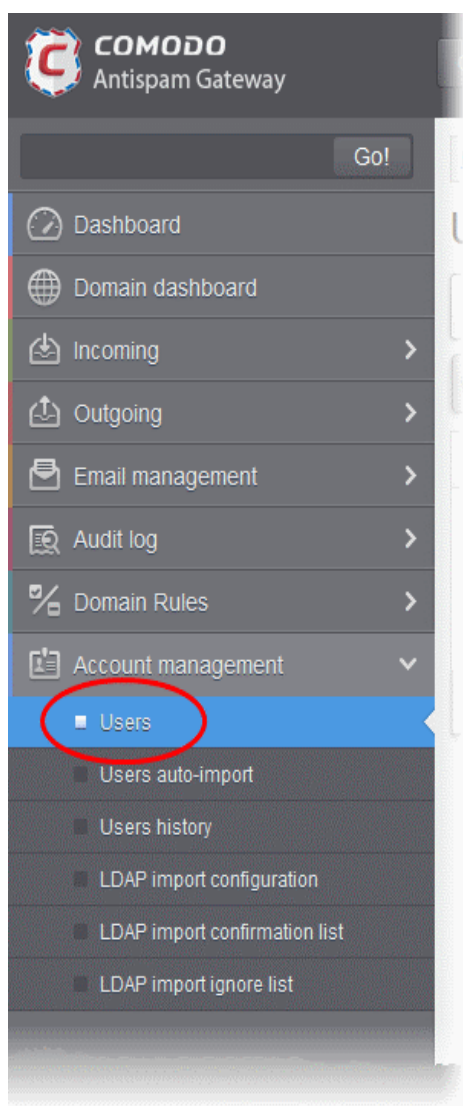 COMODO
Antispam Gateway
Go!
Dashboard
Domain dashboard
Incoming
Outgoing
Email management
Audit log
Domain Rules
Account management
Users
Users auto-import
Users history
LDAP import configuration
LDAP import confirmation list
LDAP import ignore list